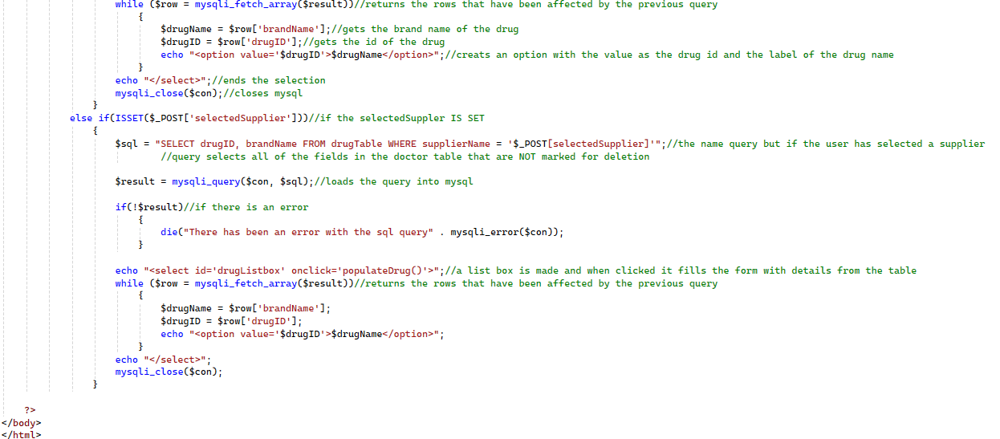 while ($row = mysqli_fetch_array($result))//returns the rows that have been affected by the previous query
{
$drugName = $row['brandName'];//gets the brand name of the drug
$drugID = $row['drugID'];//gets the id of the drug
echo "<option value='$drugID'>$drugName</option>";//creats an option with the value as the drug id and the label of the drug name
}
echo "</select>";//ends the selection
mysqli_close($con);//closes mysql
}
else if(ISSET($_POST['selectedSupplier']))//if the selectedSuppler IS SET
{
$sql = "SELECT drugID, brandName FROM drugTable WHERE supplierName = '$_POST[selectedSupplier]'";//the name query but if the user has selected a supplier
//query selects all of the fields in the doctor table that are NOT marked for deletion
$result = mysqli_query($con, $sql);//loads the query into mysql
if(!$result)//if there is an error
{
die("There has been an error with the sql query" . mysqli_error($con));
}
echo "<select id='drugListbox' onclick='populateDrug()'>";//a list box is made and when clicked it fills the form with details from the table
while ($row = mysqli_fetch_array($result))//returns the rows that have been affected by the previous query
{
$drugName = $row['brandName'];
$drugID = $row['drugID'];
echo "<option value='$drugID'>$drugName</option>";
}
echo "</select>";
mysqli_close($con);
}
?>
</body>
</html>